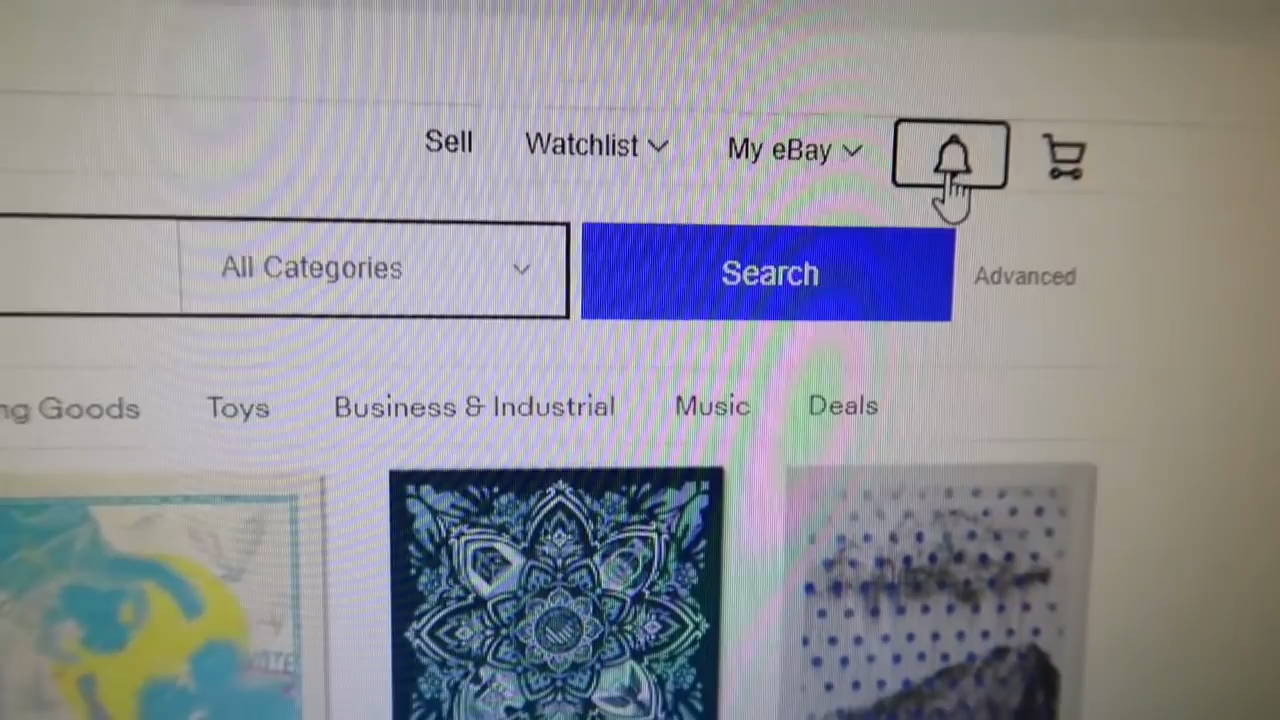 Sell Watchlist My eBay
All Categories Search Advanced
ng Goods Toys Business & Industrial Music Deals